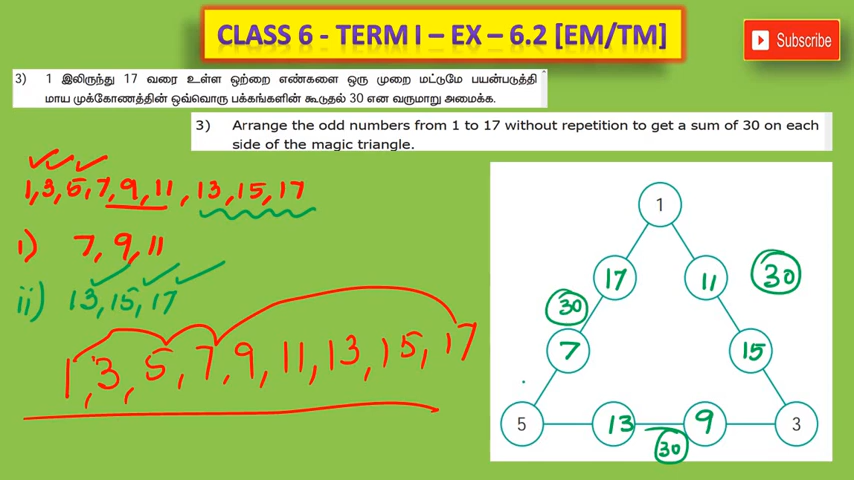 CLASS 6 - TERM I – EX – 6.2 [EM/TM]
Subscribe
3) 1 இலிருந்து 17 வரை உள்ள ஒற்றை எண்களை ஒரு முறை மட்டுமே பயன்படுத்தி
மாய முக்கோணத்தின் ஒவ்வொரு பக்கங்களின் கூடுதல் 30 என வருமாறு அமைக்க.
3) Arrange the odd numbers from 1 to 17 without repetition to get a sum of 30 on each
side of the magic triangle.
1,3,5,7,9,11,13,15,17
i) 7,9,11
ii) 13,15,17
1,3,5,7,9,11,13,15,17
1
17 11
30 30
7 15
5 13 9 3
30